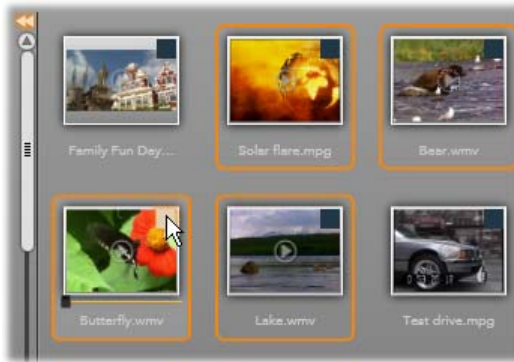 Family Fun Day...
Solar flare.mpg
Bear.wmv
Butterfly.wmv
Lake.wmv
Test drive.mpg